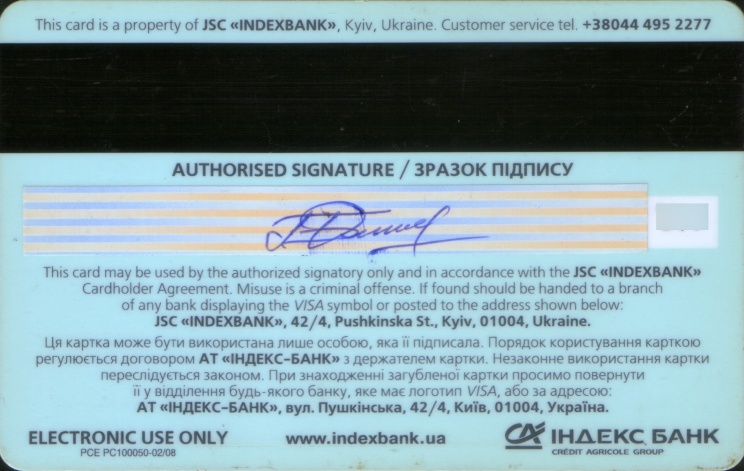 This card is a property of JSC «INDEXBANK», Kyiv, Ukraine. Customer service tel. +38044 495 2277
AUTHORISED SIGNATURE / ЗРАЗОК ПІДПИСУ
This card may be used by the authorized signatory only and in accordance with the JSC «INDEXBANK»
Cardholder Agreement. Misuse is a criminal offense. If found should be handed to a branch
of any bank displaying the VISA symbol or posted to the address shown below:
JSC «INDEXBANK», 42/4, Pushkinska St., Kyiv, 01004, Ukraine.
Ця картка може бути використана лише особою, яка її підписала. Порядок користування карткою
регулюється договором АТ «ІНДЕКС-БАНК» з держателем картки. Незаконне використання картки
переслідується законом. При знаходженні загубленої картки просимо повернути
її у відділення будь-якого банку, яке має логотип VISA, або за адресою:
АТ «ІНДЕКС-БАНК», вул. Пушкінська, 42/4, Київ, 01004, Україна.
ELECTRONIC USE ONLY www.indexbank.ua ІНДЕКС БАНК
PCE PC100050-02/08 CRÉDIT AGRICOLE GROUP